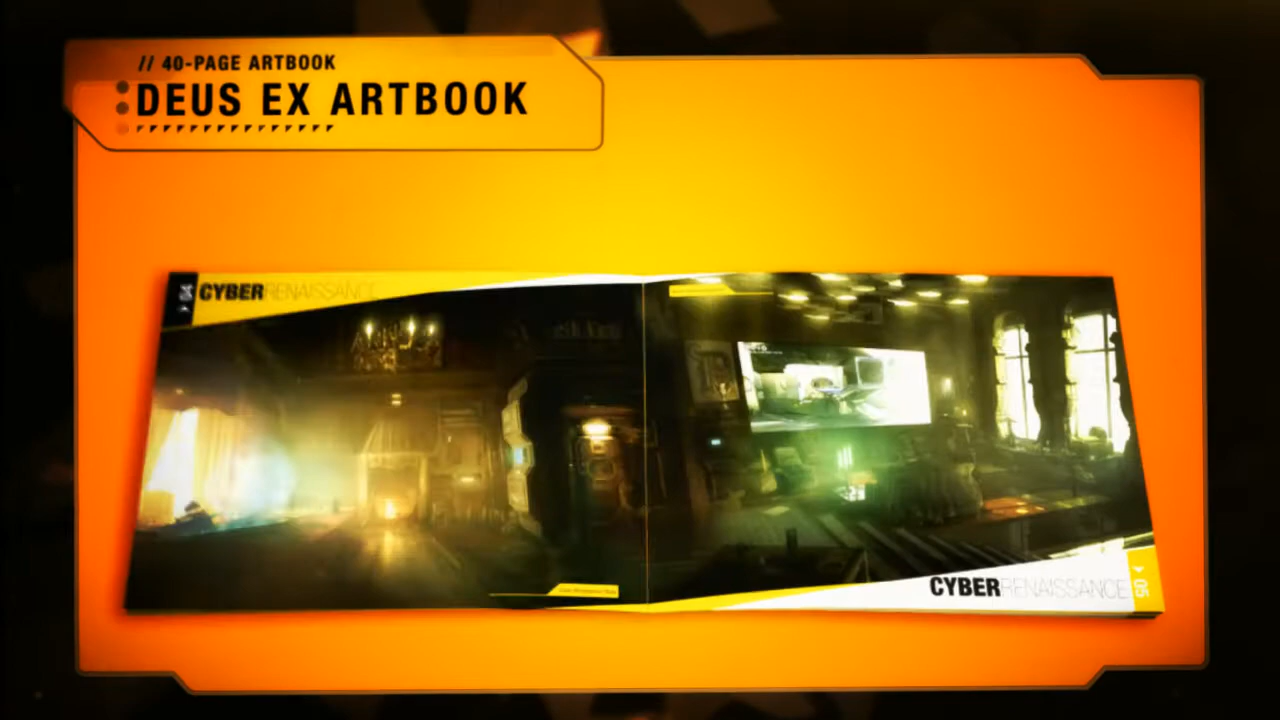 // 40-PAGE ARTBOOK
DEUS EX ARTBOOK
04
CYBERRENAISSANCE
CYBERRENAISSANCE
05